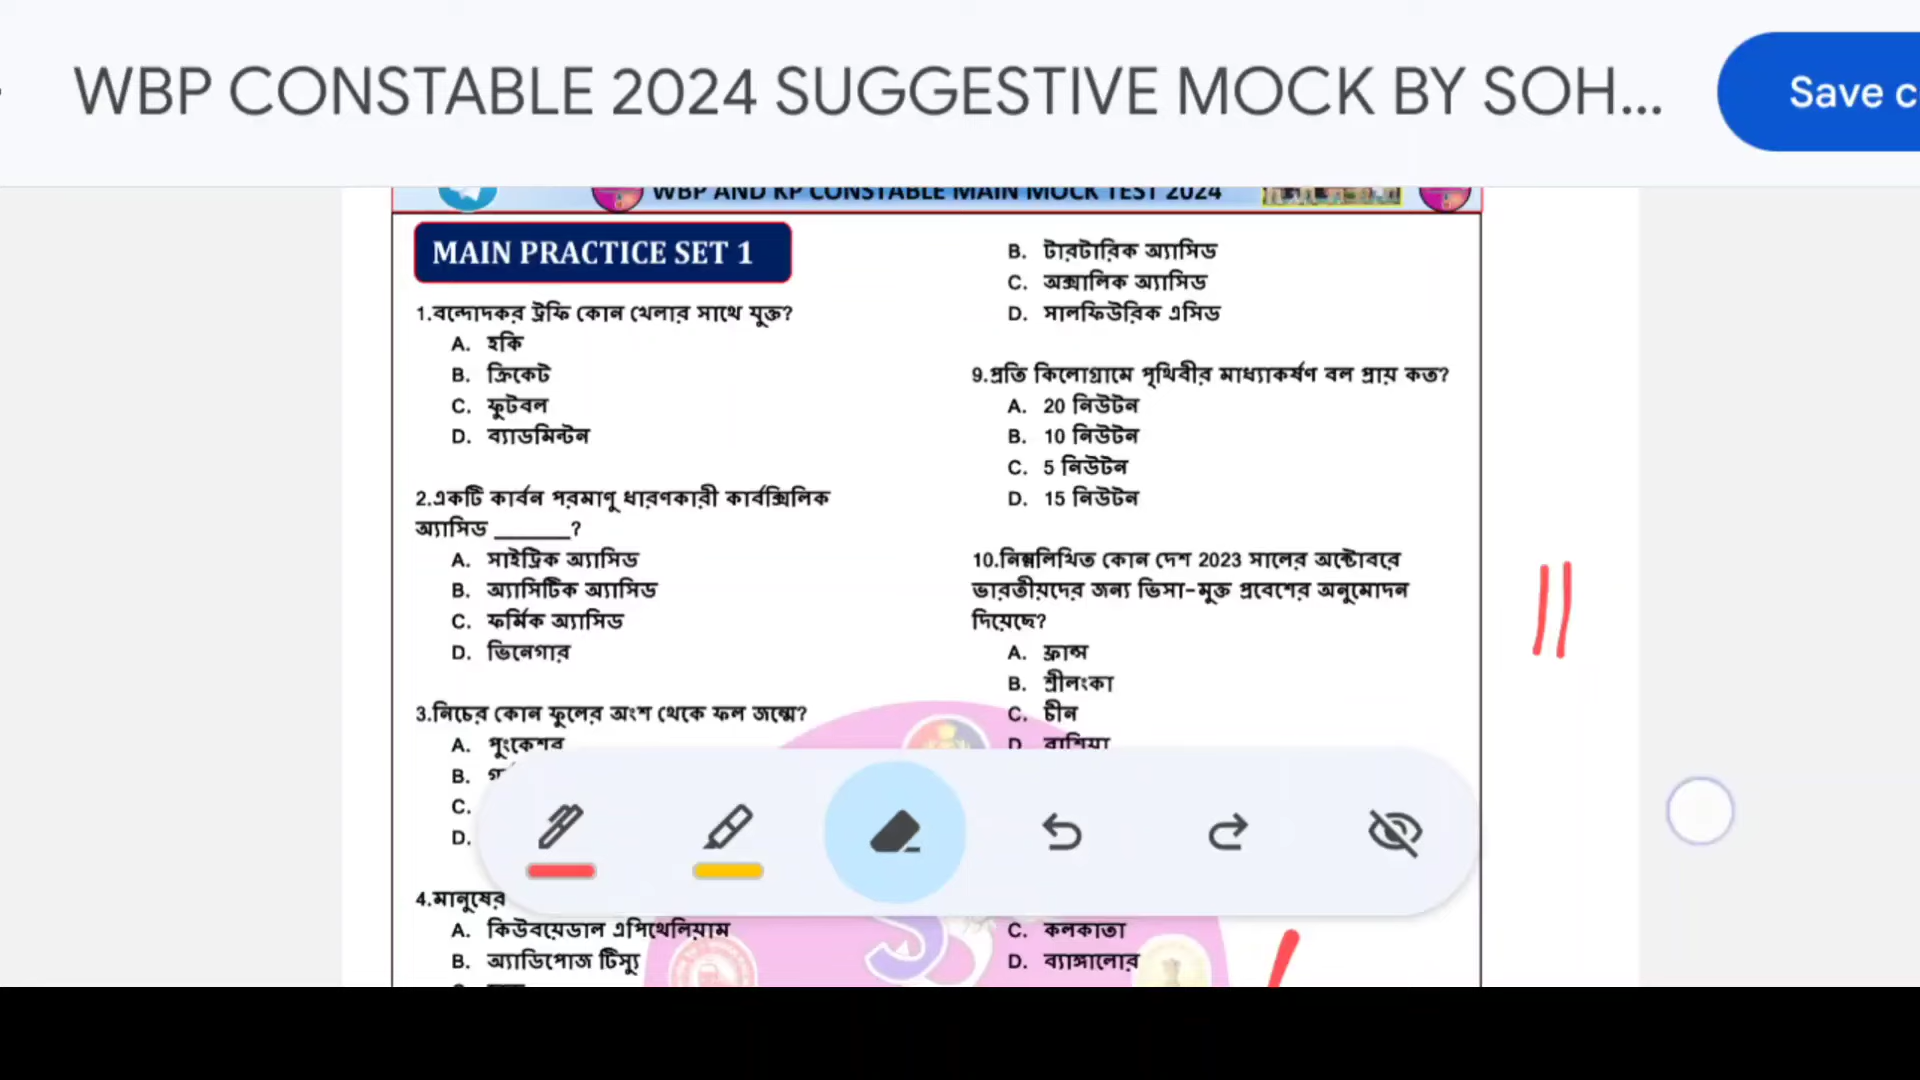 WBP CONSTABLE 2024 SUGGESTIVE MOCK BY SOH...
Save c
WBP AND KP CONSTABLE MAIN MOCK TEST 2024
MAIN PRACTICE SET 1
1.বন্দোদকর ট্রফি কোন খেলার সাথে যুক্ত?
A. হকি
B. ক্রিকেট
C. ফুটবল
D. ব্যাডমিন্টন
2.একটি কার্বন পরমাণু ধারণকারী কার্বক্সিলিক
অ্যাসিড _______?
A. সাইট্রিক অ্যাসিড
B. অ্যাসিটিক অ্যাসিড
C. ফর্মিক অ্যাসিড
D. ভিনেগার
3.নিচের কোন ফুলের অংশ থেকে ফল জন্মে?
A. পুংকেশর
B.
C.
D.
4.মানুষের
A. কিউবয়েডাল এপিথেলিয়াম
B. অ্যাডিপোজ টিস্যু
B. টারটারিক অ্যাসিড
C. অক্সালিক অ্যাসিড
D. সালফিউরিক এসিড
9.প্রতি কিলোগ্রামে পৃথিবীর মাধ্যাকর্ষণ বল প্রায় কত?
A. 20 নিউটন
B. 10 নিউটন
C. 5 নিউটন
D. 15 নিউটন
10.নিম্নলিখিত কোন দেশ 2023 সালের অক্টোবরে
ভারতীয়দের জন্য ভিসা-মুক্ত প্রবেশের অনুমোদন
দিয়েছে?
A. ফ্রান্স
B. শ্রীলংকা
C. চীন
D. রাশিয়া
C. কলকাতা
D. ব্যাঙ্গালোর